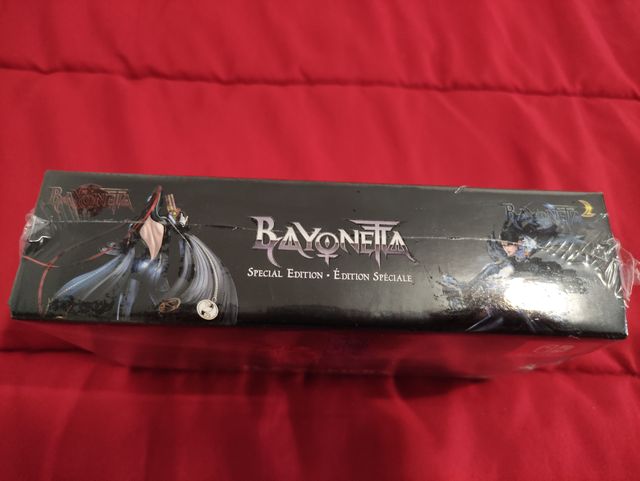 BAYONETTA
BAYONETTA
SPECIAL EDITION • ÉDITION SPÉCIALE
BAYONETTA 2